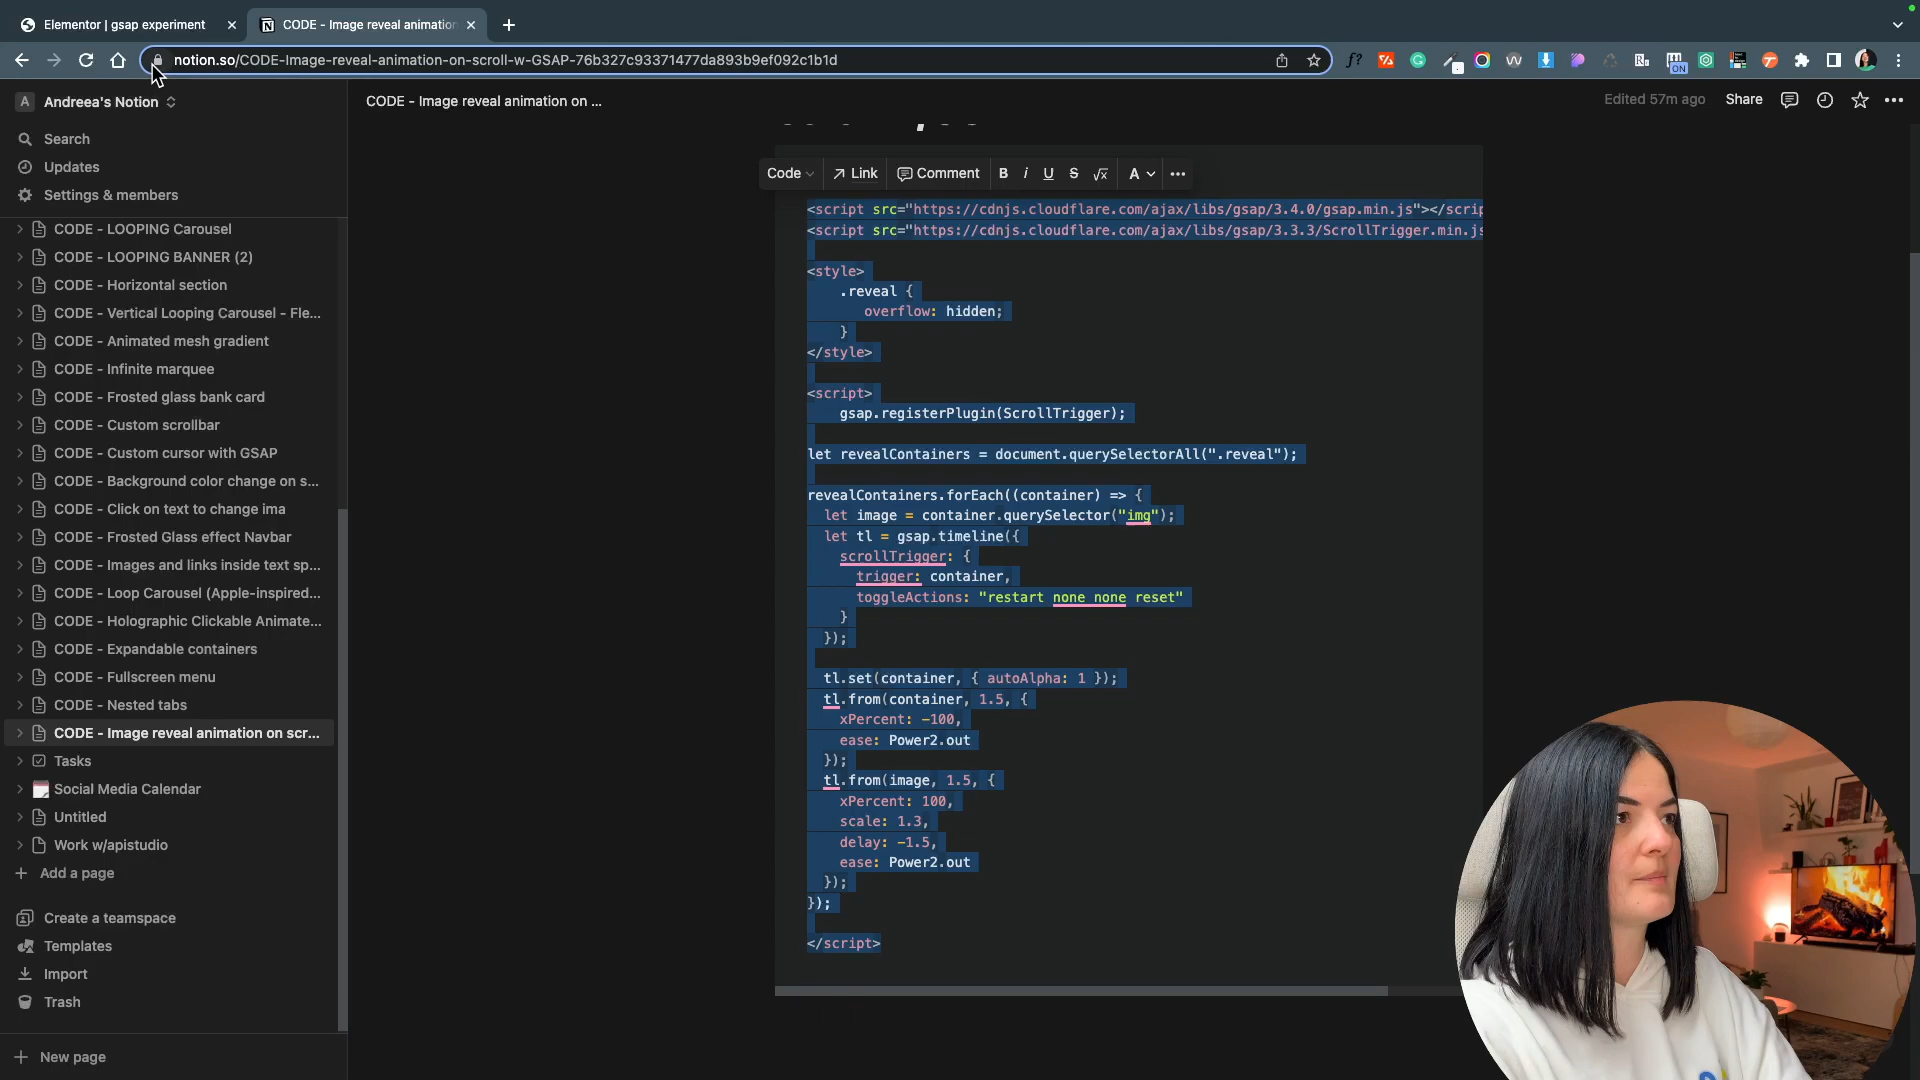 Elementor | gsap experiment
CODE - Image reveal animation
notion.so/CODE-Image-reveal-animation-on-scroll-w-GSAP-76b327c93371477da893b9ef092c1b1d
A Andreea's Notion
CODE - Image reveal animation on ...
Edited 57m ago
Share
Search
Updates
Settings & members
CODE - LOOPING Carousel
CODE - LOOPING BANNER (2)
CODE - Horizontal section
CODE - Vertical Looping Carousel - Fle...
CODE - Animated mesh gradient
CODE - Infinite marquee
CODE - Frosted glass bank card
CODE - Custom scrollbar
CODE - Custom cursor with GSAP
CODE - Background color change on s...
CODE - Click on text to change ima
CODE - Frosted Glass effect Navbar
CODE - Images and links inside text sp...
CODE - Loop Carousel (Apple-inspired...
CODE - Holographic Clickable Animate...
CODE - Expandable containers
CODE - Fullscreen menu
CODE - Nested tabs
CODE - Image reveal animation on scr...
Tasks
Social Media Calendar
Untitled
Work w/apistudio
Add a page
Create a teamspace
Templates
Import
Trash
New page
Code
Link
Comment
B i U S √x A
<script src="https://cdnjs.cloudflare.com/ajax/libs/gsap/3.4.0/gsap.min.js"></scrip
<script src="https://cdnjs.cloudflare.com/ajax/libs/gsap/3.3.3/ScrollTrigger.min.js
<style>
.reveal {
overflow: hidden;
}
</style>
<script>
gsap.registerPlugin(ScrollTrigger);
let revealContainers = document.querySelectorAll(".reveal");
revealContainers.forEach((container) => {
let image = container.querySelector("img");
let tl = gsap.timeline({
scrollTrigger: {
trigger: container,
toggleActions: "restart none none reset"
}
});
tl.set(container, { autoAlpha: 1 });
tl.from(container, 1.5, {
xPercent: -100,
ease: Power2.out
});
tl.from(image, 1.5, {
xPercent: 100,
scale: 1.3,
delay: -1.5,
ease: Power2.out
});
});
</script>